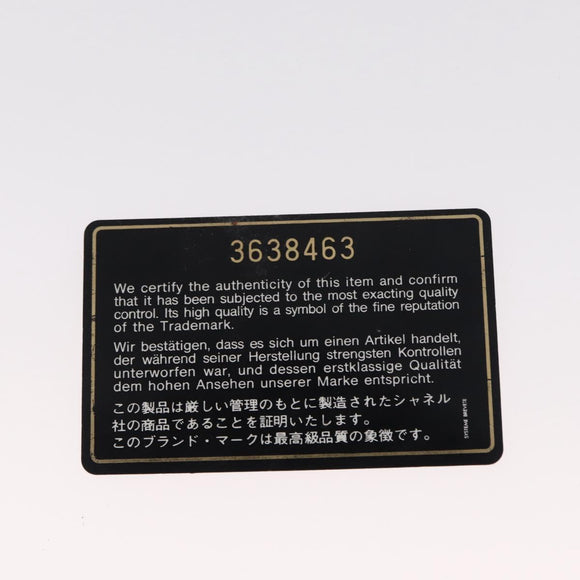 3638463
We certify the authenticity of this item and confirm
that it has been subjected to the most exacting quality
control. Its high quality is a symbol of the fine reputation
of the Trademark.
Wir bestätigen, dass es sich um einen Artikel handelt,
der während seiner Herstellung strengsten Kontrollen
unterworfen war, und dessen erstklassige Qualität
dem hohen Ansehen unserer Marke entspricht.
この製品は厳しい管理のもとに製造されたシャネル
社の商品であることを証明いたします。
このブランド・マークは最高級品質の象徴です。
SYSTEME BREVETE